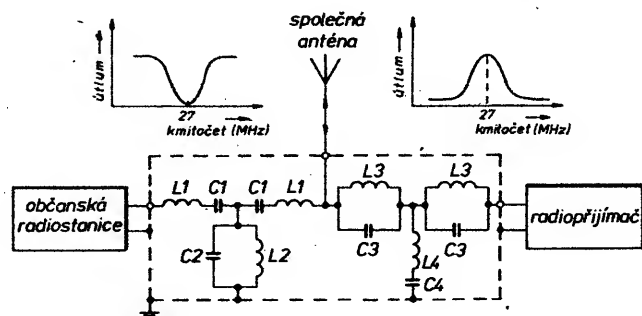 společná
anténa
útlum
27
kmitočet (MHz)
útlum
27
kmitočet (MHz)
občanská
radiostanice
L1
C1
C1
L1
C2
L2
L3
C3
L4
C4
L3
C3
radiopřijímač